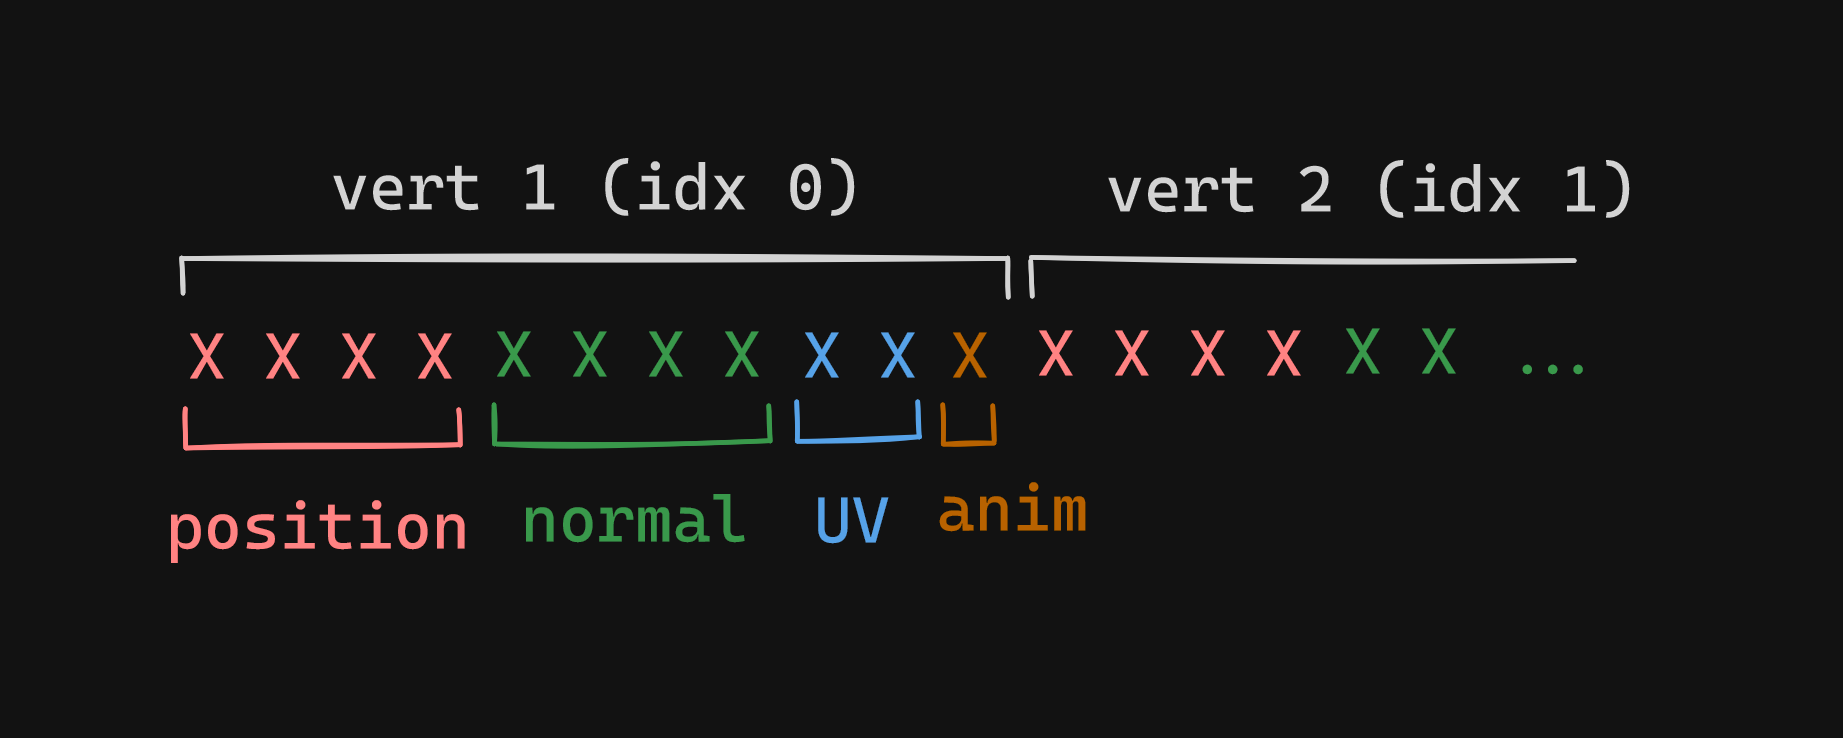 vert 1 (idx 0) vert 2 (idx 1)
X X X X X X X X X X X X X X X X X ...
position normal UV anim